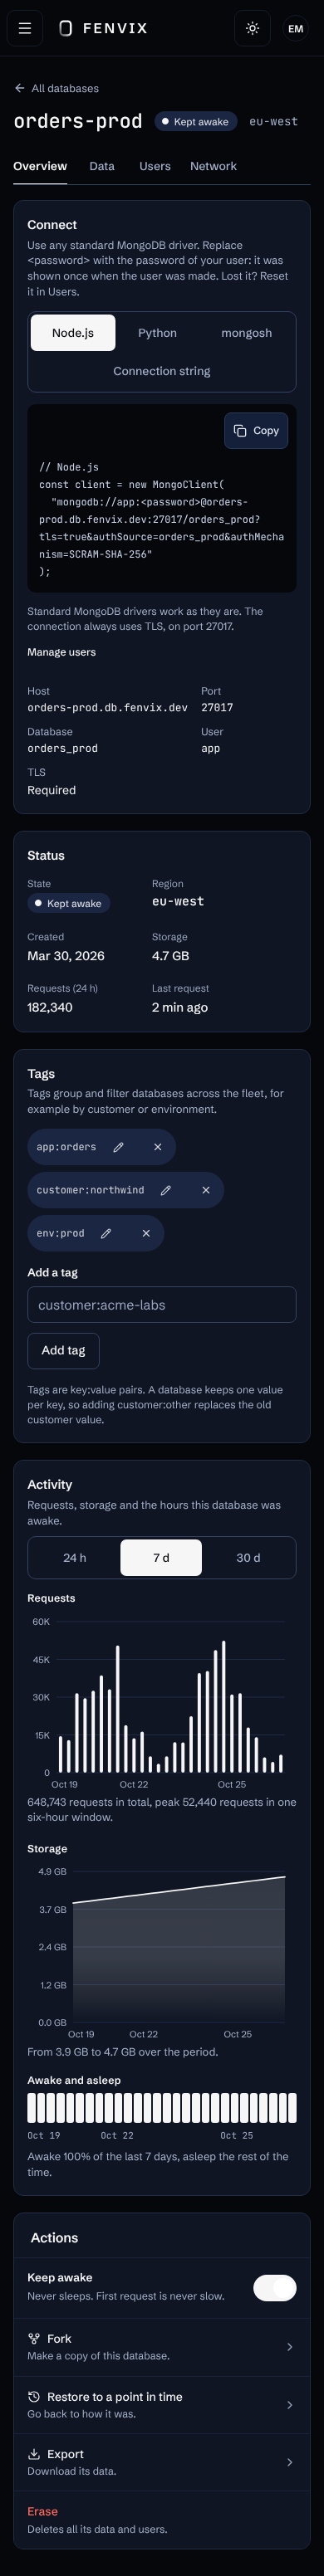 FENVIX
EM
All databases
orders-prod
Kept awake
eu-west
Overview
Data
Users
Network
Connect
Use any standard MongoDB driver. Replace
<password> with the password of your user: it was
shown once when the user was made. Lost it? Reset
it in Users.
Node.js
Python
mongosh
Connection string
Copy
// Node.js
const client = new MongoClient(
"mongodb://app:<password>@orders-
prod.db.fenvix.dev:27017/orders_prod?
tls=true&authSource=orders_prod&authMecha
nism=SCRAM-SHA-256"
);
Standard MongoDB drivers work as they are. The
connection always uses TLS, on port 27017.
Manage users
Host
Port
orders-prod.db.fenvix.dev
27017
Database
User
orders_prod
app
TLS
Required
Status
State
Region
Kept awake
eu-west
Created
Storage
Mar 30, 2026
4.7 GB
Requests (24 h)
Last request
182,340
2 min ago
Tags
Tags group and filter databases across the fleet, for
example by customer or environment.
app:orders
customer:northwind
env:prod
Add a tag
customer:acme-labs
Add tag
Tags are key:value pairs. A database keeps one value
per key, so adding customer:other replaces the old
customer value.
Activity
Requests, storage and the hours this database was
awake.
24 h
7 d
30 d
Requests
60K
45K
30K
15K
0
Oct 19
Oct 22
Oct 25
648,743 requests in total, peak 52,440 requests in one
six-hour window.
Storage
4.9 GB
3.7 GB
2.4 GB
1.2 GB
0.0 GB
Oct 19
Oct 22
Oct 25
From 3.9 GB to 4.7 GB over the period.
Awake and asleep
Oct 19
Oct 22
Oct 25
Awake 100% of the last 7 days, asleep the rest of the
time.
Actions
Keep awake
Never sleeps. First request is never slow.
Fork
Make a copy of this database.
Restore to a point in time
Go back to how it was.
Export
Download its data.
Erase
Deletes all its data and users.